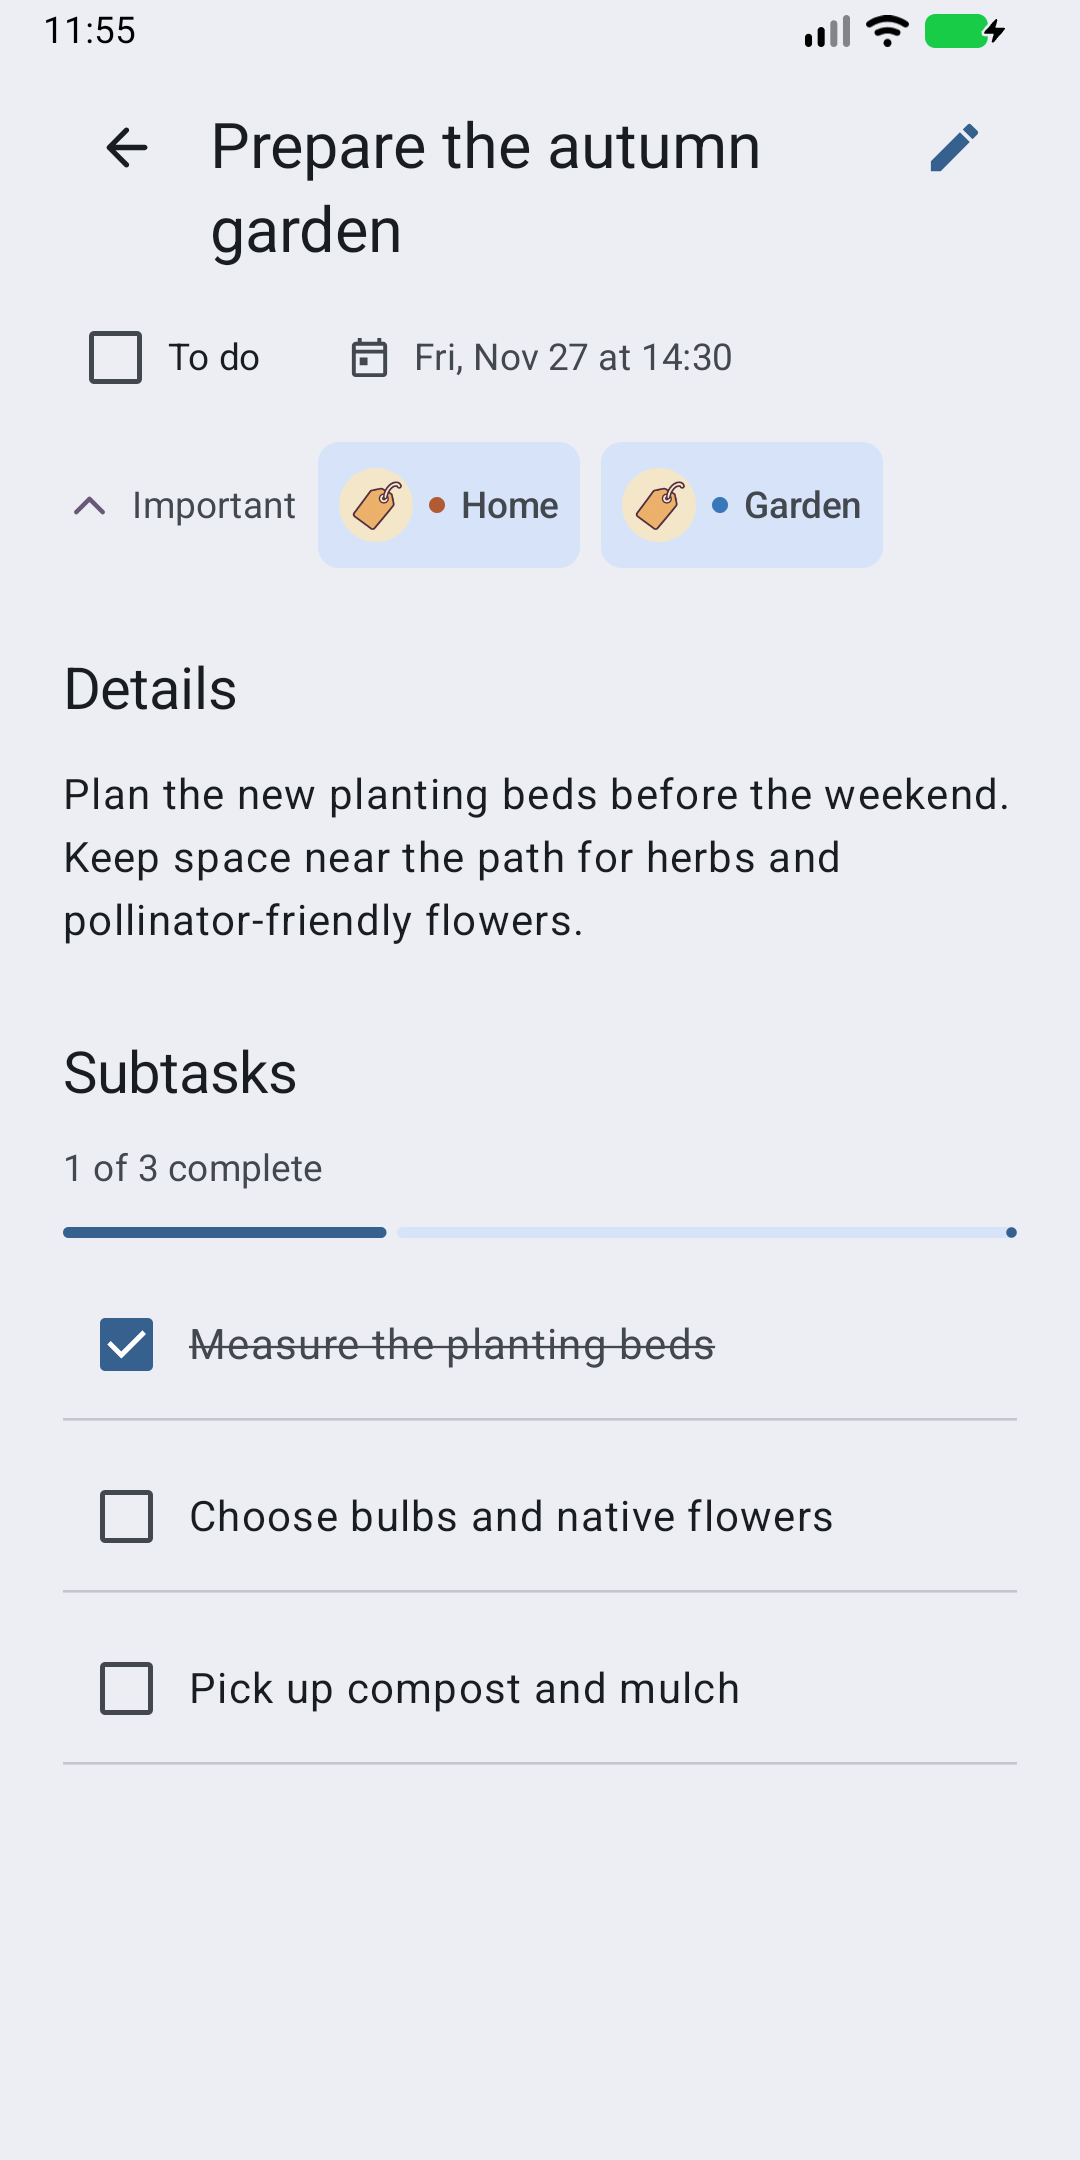 11:55
Prepare the autumn
garden
To do
Fri, Nov 27 at 14:30
Important
Home
Garden
Details
Plan the new planting beds before the weekend.
Keep space near the path for herbs and
pollinator-friendly flowers.
Subtasks
1 of 3 complete
Measure the planting beds
Choose bulbs and native flowers
Pick up compost and mulch